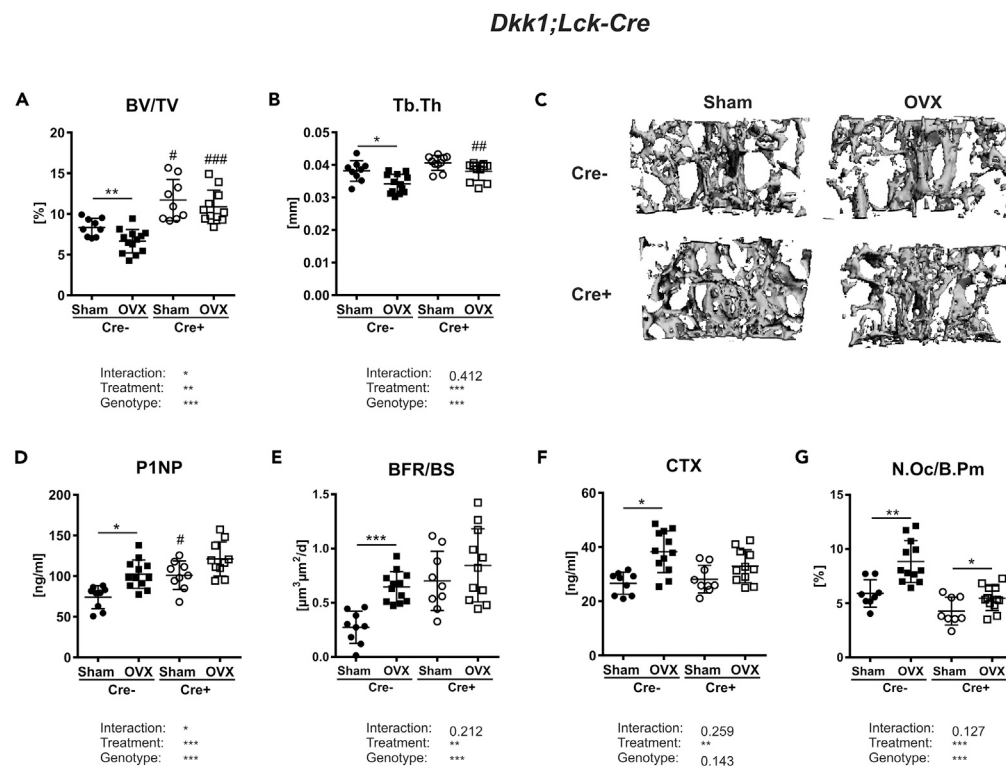 Dkk1;Lck-Cre
A
BV/TV
20
15
10
5
0
[%]
**
#
###
Sham OVX Sham OVX
Cre- Cre+
Interaction: *
Treatment: **
Genotype: ***
B
Tb.Th
0.05
0.04
0.03
0.02
0.01
0.00
[mm]
*
##
Sham OVX Sham OVX
Cre- Cre+
Interaction: 0.412
Treatment: ***
Genotype: ***
C
Sham OVX
Cre-
Cre+
D
P1NP
200
150
100
50
0
[ng/ml]
*
#
Sham OVX Sham OVX
Cre- Cre+
Interaction: *
Treatment: ***
Genotype: ***
E
BFR/BS
1.5
1.0
0.5
0.0
[µm³µm²/d]
***
Sham OVX Sham OVX
Cre- Cre+
Interaction: 0.212
Treatment: **
Genotype: ***
F
CTX
60
40
20
0
[ng/ml]
*
Sham OVX Sham OVX
Cre- Cre+
Interaction: 0.259
Treatment: **
Genotype: 0.143
G
N.Oc/B.Pm
15
10
5
0
[%]
**
*
Sham OVX Sham OVX
Cre- Cre+
Interaction: 0.127
Treatment: ***
Genotype: ***